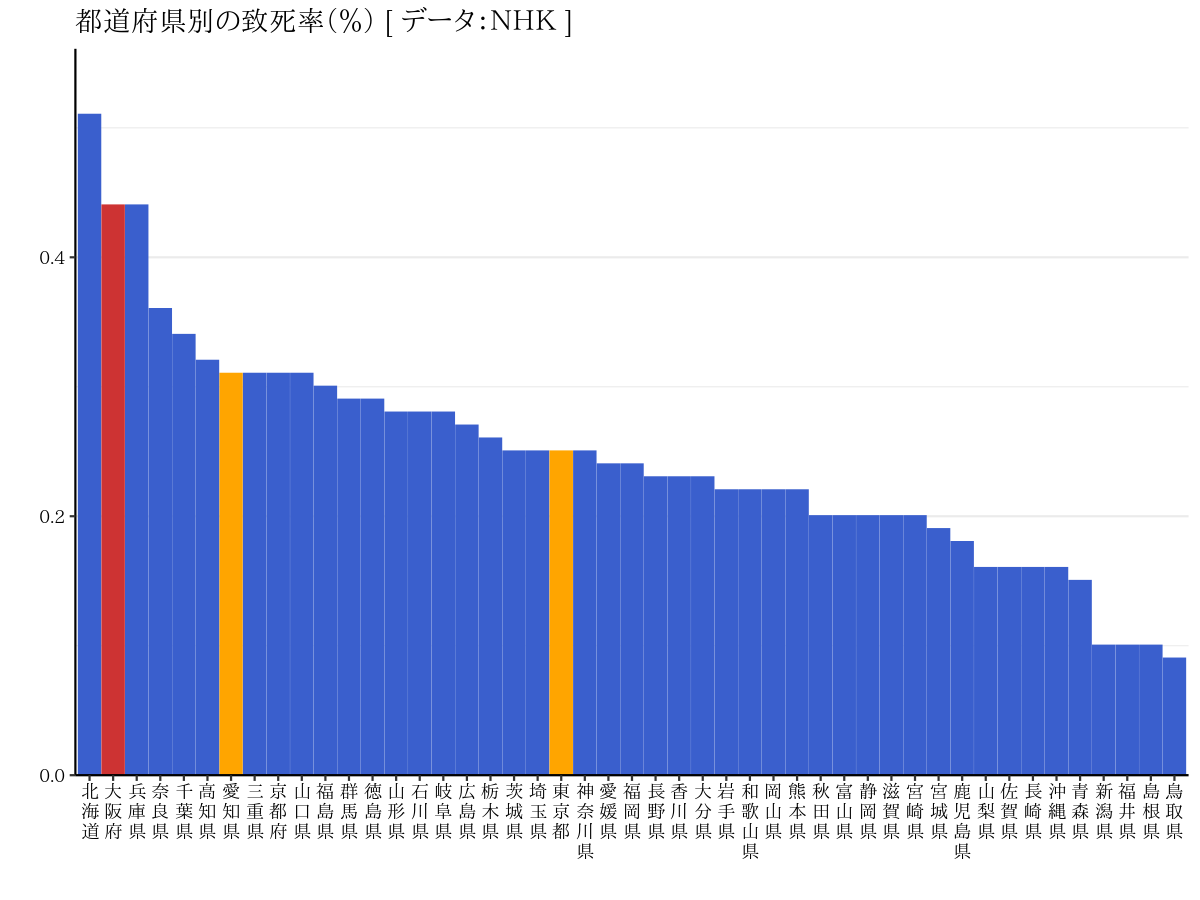 都道府県別の致死率(%) [ データ:NHK ]
0.4
0.2
0.0
北海道
大阪府
兵庫県
奈良県
千葉県
高知県
愛知県
三重県
京都府
山口県
福島県
群馬県
徳島県
山形県
石川県
岐阜県
広島県
栃木県
茨城県
埼玉県
東京都
神奈川県
愛媛県
福岡県
長野県
香川県
大分県
岩手県
和歌山県
岡山県
熊本県
秋田県
富山県
静岡県
滋賀県
宮崎県
宮城県
鹿児島県
山梨県
佐賀県
長崎県
沖縄県
青森県
新潟県
福井県
島根県
鳥取県